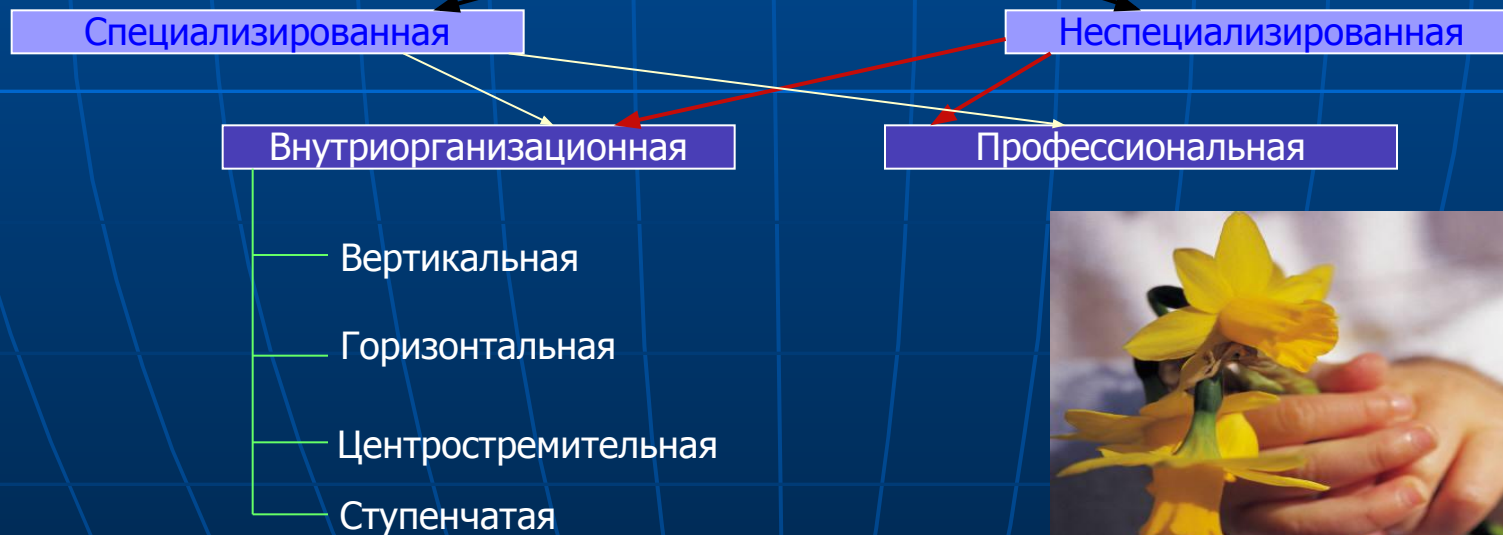 Специализированная
Неспециализированная
Внутриорганизационная
Профессиональная
Вертикальная
Горизонтальная
Центростремительная
Ступенчатая